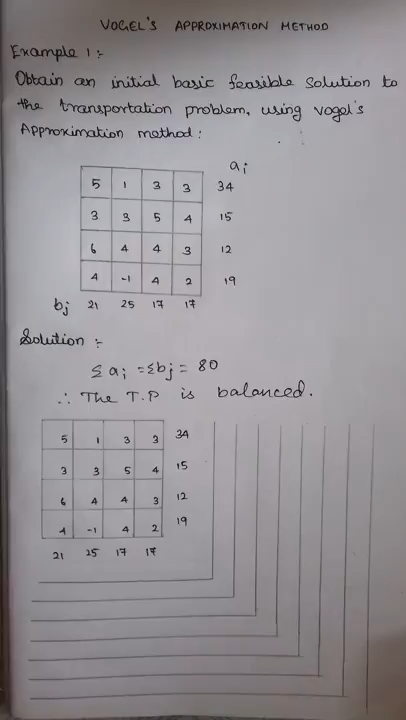 VOGEL'S APPROXIMATION METHOD
Example 1 :-
Obtain an initial basic feasible solution to
the transportation problem, using Vogel's
Approximation method :
ai
5 1 3 3 34
3 3 5 4 15
6 4 4 3 12
4 -1 4 2 19
bj 21 25 17 17
Solution :-
Σai = Σbj = 80
∴ The T.P is balanced.
5 1 3 3 34
3 3 5 4 15
6 4 4 3 12
4 -1 4 2 19
21 25 17 17